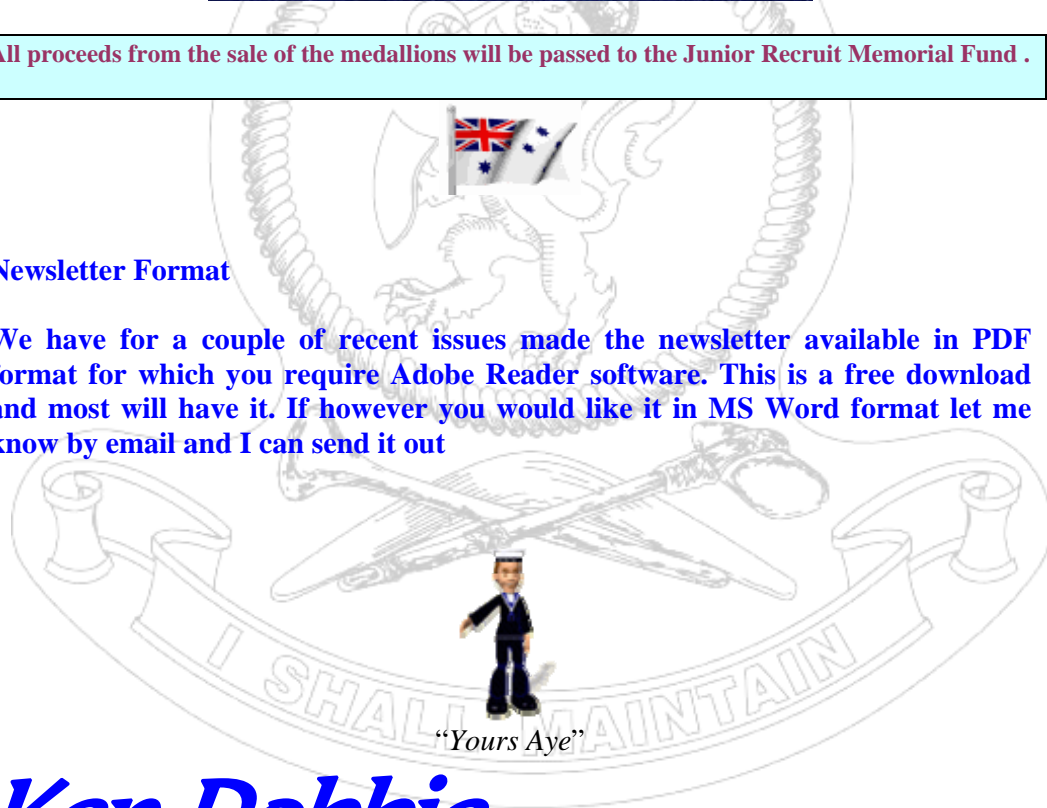 All proceeds from the sale of the medallions will be passed to the Junior Recruit Memorial Fund .
Newsletter Format
We have for a couple of recent issues made the newsletter available in PDF
format for which you require Adobe Reader software. This is a free download
and most will have it. If however you would like it in MS Word format let me
know by email and I can send it out
I SHALL MAINTAIN
“Yours Aye”
Ken Dobbie